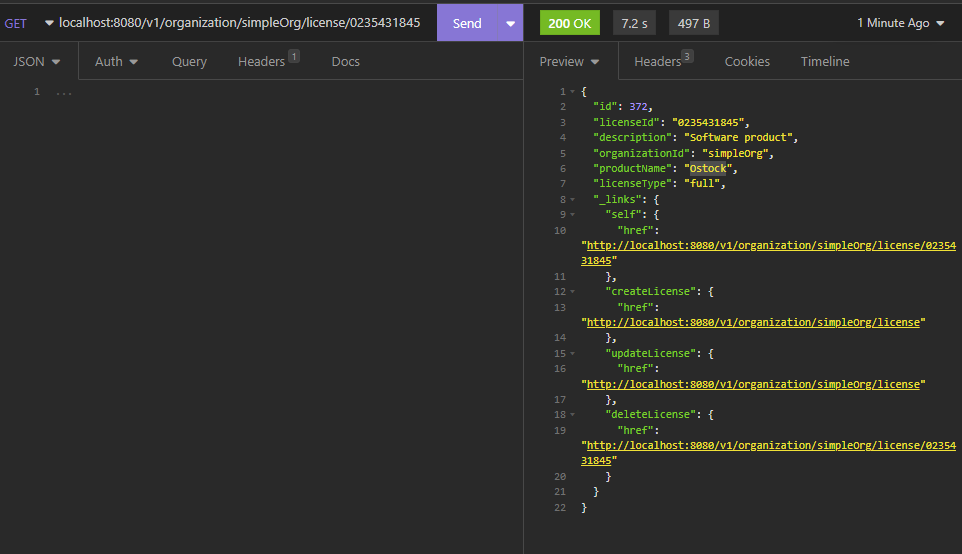 GET localhost:8080/v1/organization/simpleOrg/license/0235431845 Send 200 OK 7.2 s 497 B 1 Minute Ago
JSON Auth Query Headers 1 Docs Preview Headers 3 Cookies Timeline
1 ...
1 {
2 "id": 372,
3 "licenseId": "0235431845",
4 "description": "Software product",
5 "organizationId": "simpleOrg",
6 "productName": "Ostock",
7 "licenseType": "full",
8 "_links": {
9 "self": {
10 "href":
"http://localhost:8080/v1/organization/simpleOrg/license/02354
31845"
11 },
12 "createLicense": {
13 "href":
"http://localhost:8080/v1/organization/simpleOrg/license"
14 },
15 "updateLicense": {
16 "href":
"http://localhost:8080/v1/organization/simpleOrg/license"
17 },
18 "deleteLicense": {
19 "href":
"http://localhost:8080/v1/organization/simpleOrg/license/02354
31845"
20 }
21 }
22 }